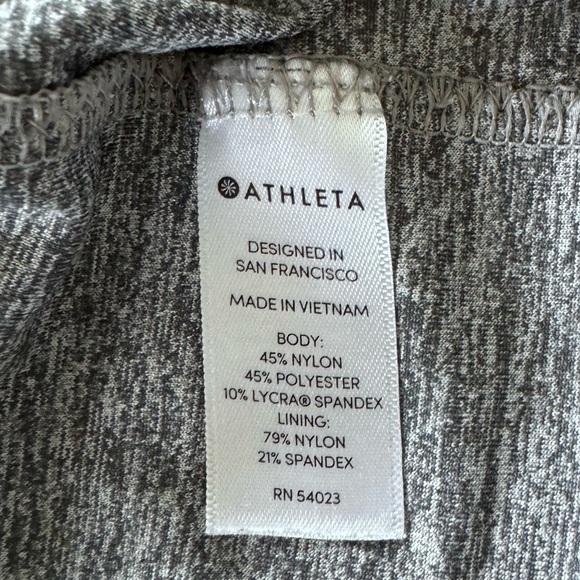 ATHLETA
DESIGNED IN
SAN FRANCISCO
MADE IN VIETNAM
BODY:
45% NYLON
45% POLYESTER
10% LYCRA® SPANDEX
LINING:
79% NYLON
21% SPANDEX
RN 54023